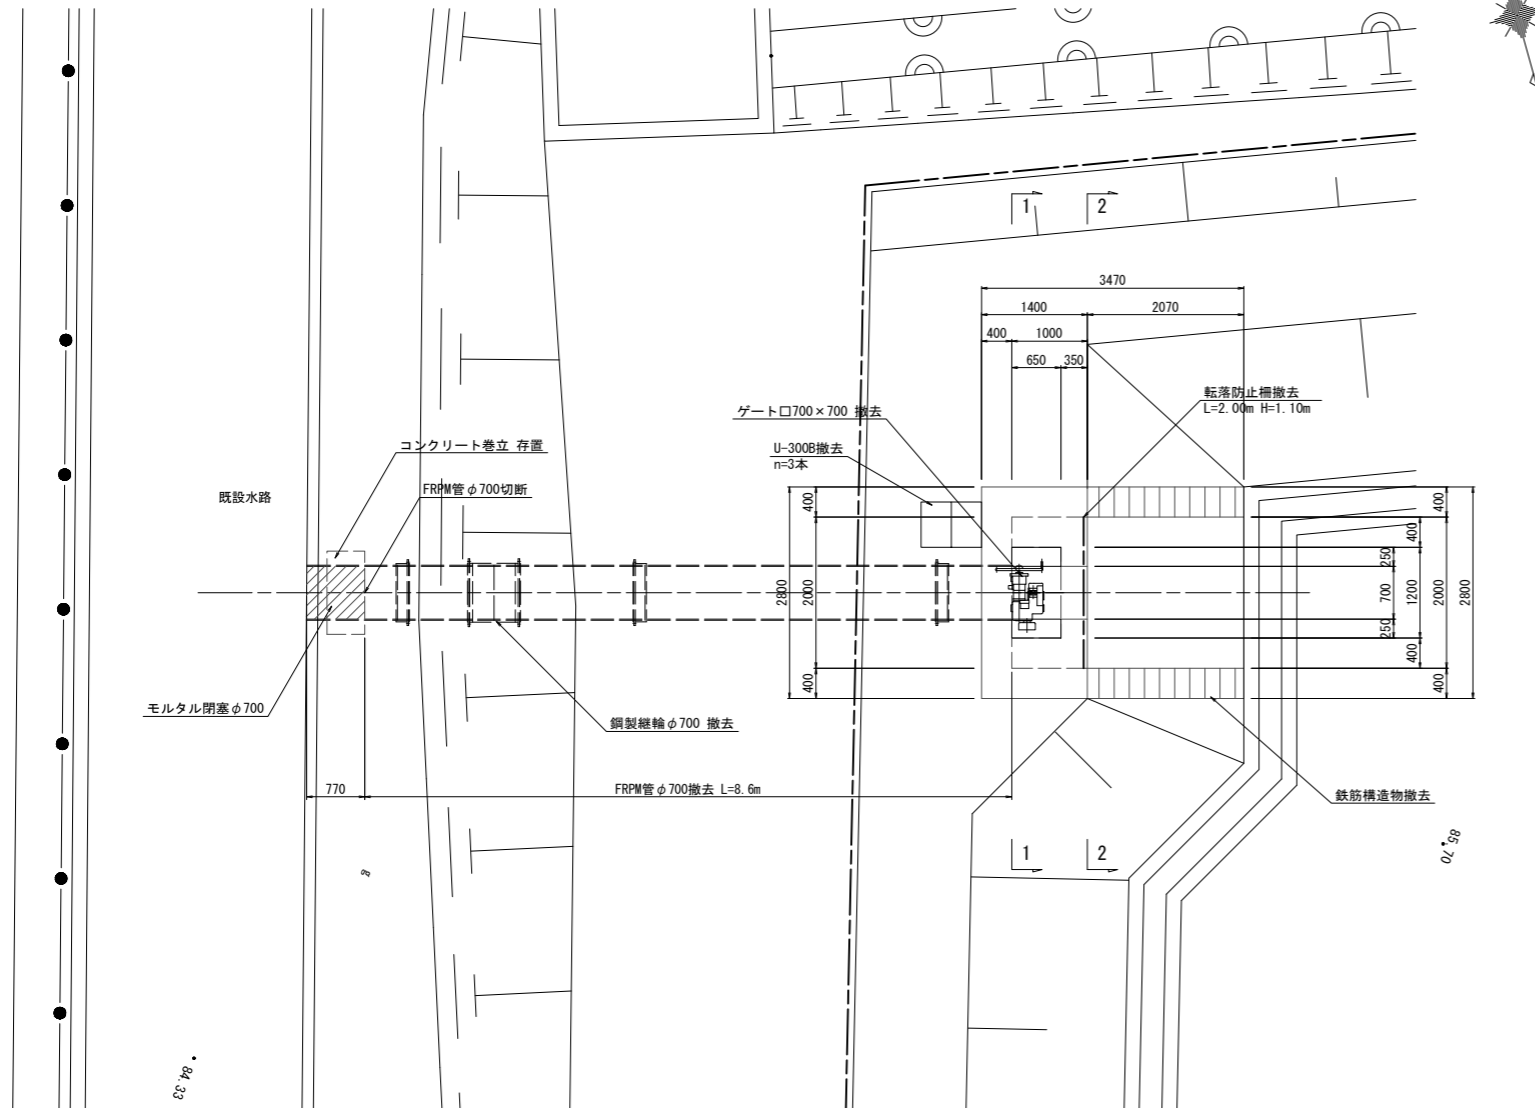 1
2
3470
1400
2070
400
1000
650
350
転落防止柵撤去
L=2.00m H=1.10m
ゲート口700×700 撤去
U-300B撤去
n=3本
コンクリート巻立 存置
FRPM管φ700切断
既設水路
400
2000
2800
400
400
400
250
700
1200
2000
2800
250
400
400
モルタル閉塞φ700
鋼製継輪φ700 撤去
770
FRPM管φ700撤去 L=8.6m
鉄筋構造物撤去
1
2
85.70
84.33